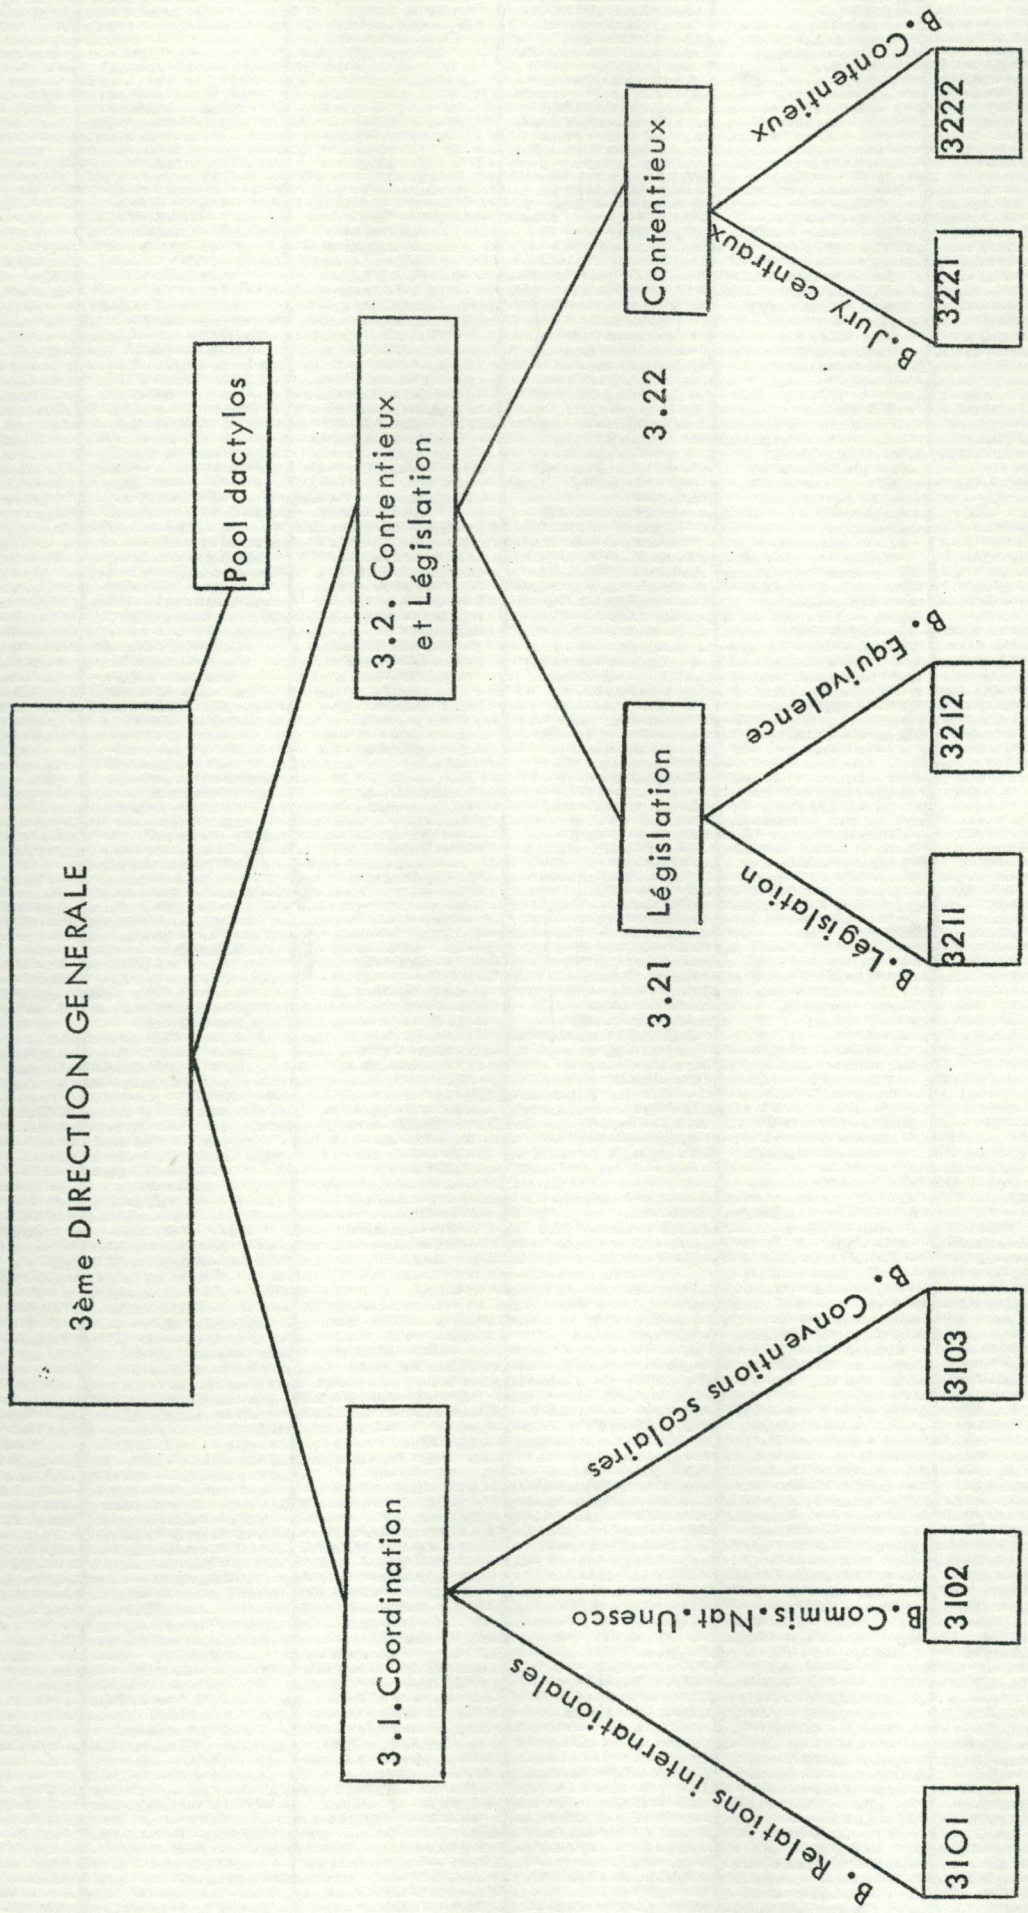 3ème DIRECTION GENERALE
Pool dactylos
3.1.Coordination
3.2. Contentieux
et Législation
3.21
Législation
3.22
Contentieux
B. Relations internationales
B.Commis.Nat.Unesco
B. Conventions scolaires
B.Législation
B. Equivalence
B.Jury centraux
B.Contentieux
3101
3102
3103
3211
3212
3221
3222